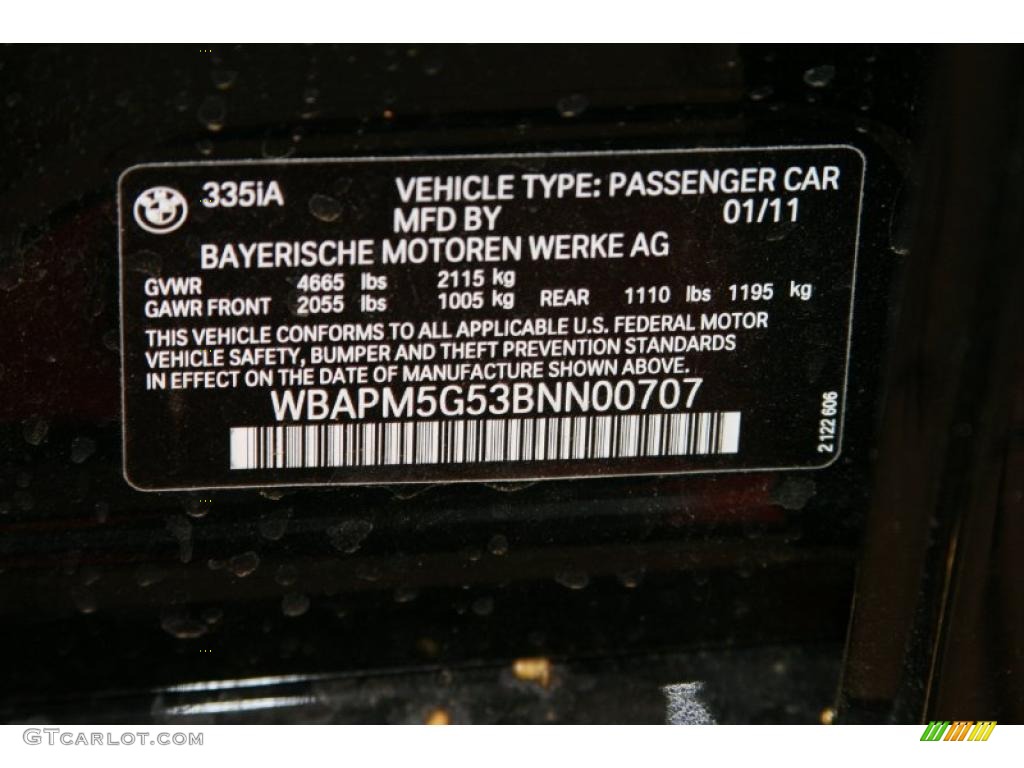 335iA VEHICLE TYPE: PASSENGER CAR
MFD BY 01/11
BAYERISCHE MOTOREN WERKE AG
GVWR 4665 lbs 2115 kg
GAWR FRONT 2055 lbs 1005 kg REAR 1110 lbs 1195 kg
THIS VEHICLE CONFORMS TO ALL APPLICABLE U.S. FEDERAL MOTOR
VEHICLE SAFETY, BUMPER AND THEFT PREVENTION STANDARDS
IN EFFECT ON THE DATE OF MANUFACTURE SHOWN ABOVE.
WBAPM5G53BNN00707
2 122 606
GTCarLot.com